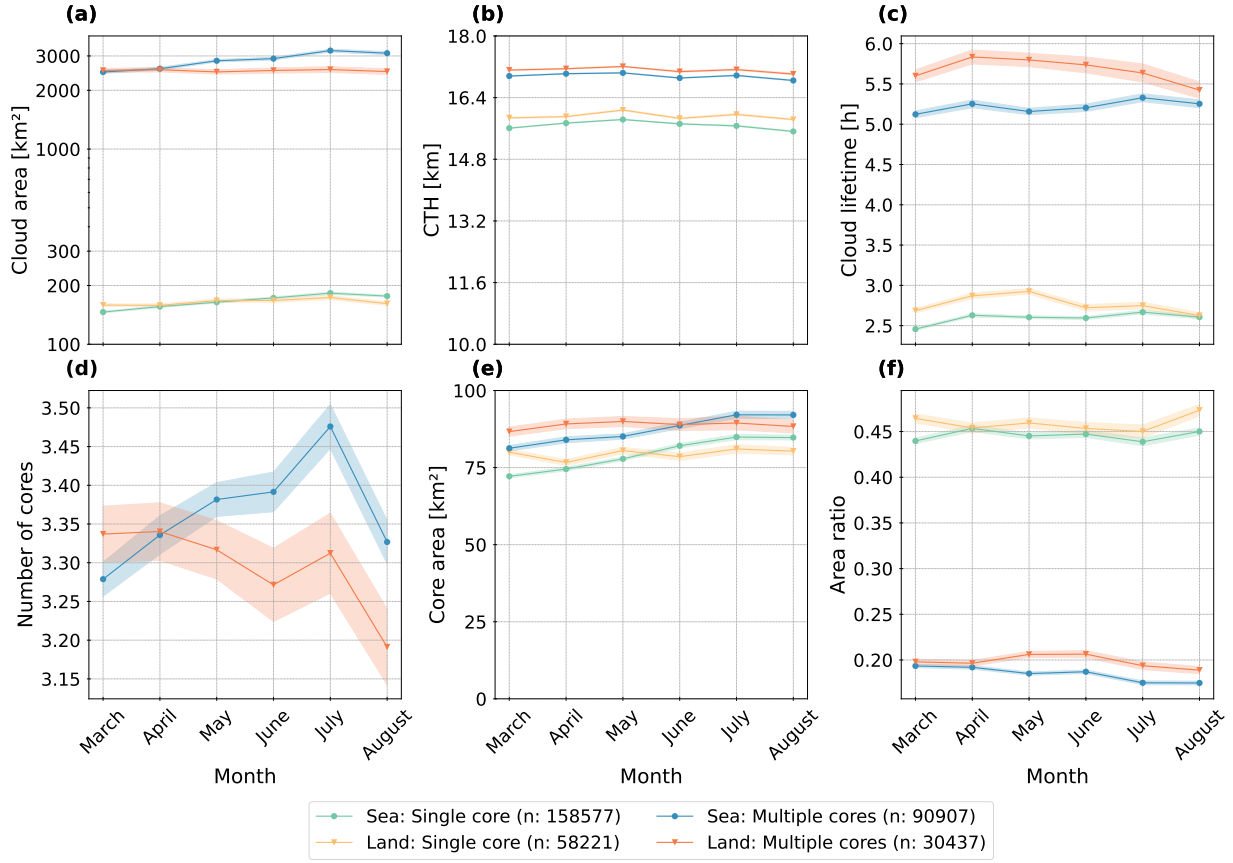 (a)
Cloud area [km²]
3000
2000
1000
300
200
100
(b)
CTH [km]
18.0
16.4
14.8
13.2
11.6
10.0
(c)
Cloud lifetime [h]
6.0
5.5
5.0
4.5
4.0
3.5
3.0
2.5
(d)
Number of cores
3.50
3.45
3.40
3.35
3.30
3.25
3.20
3.15
March
April
May
June
July
August
Month
(e)
Core area [km²]
100
75
50
25
0
March
April
May
June
July
August
Month
(f)
Area ratio
0.45
0.40
0.35
0.30
0.25
0.20
March
April
May
June
July
August
Month
Sea: Single core (n: 158577)
Land: Single core (n: 58221)
Sea: Multiple cores (n: 90907)
Land: Multiple cores (n: 30437)